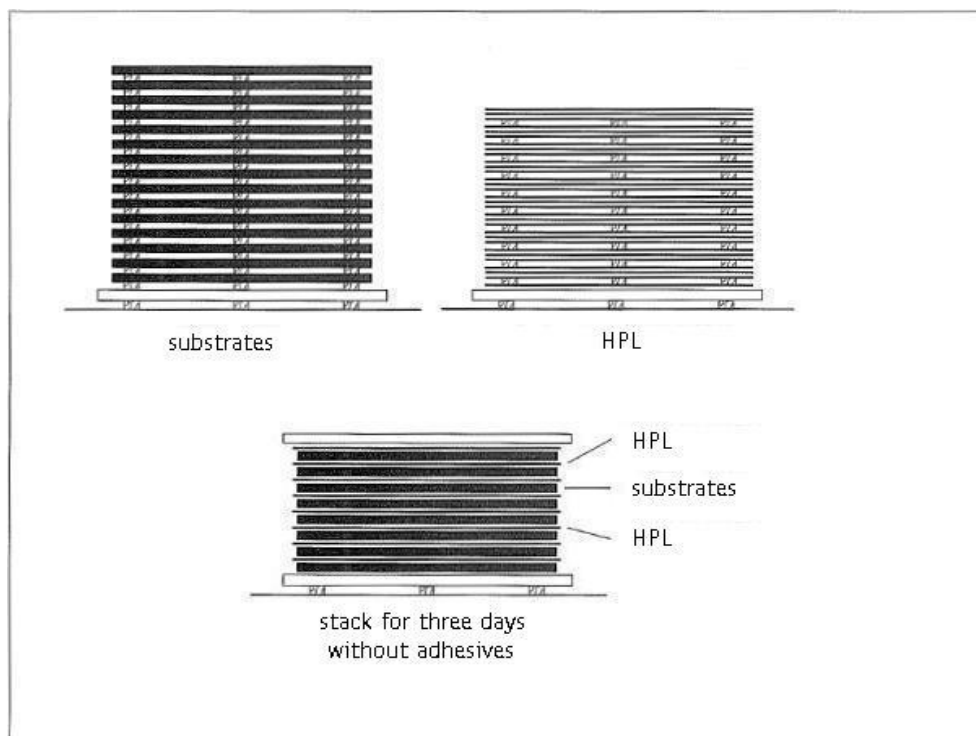 substrates
HPL
HPL
substrates
HPL
stack for three days
without adhesives